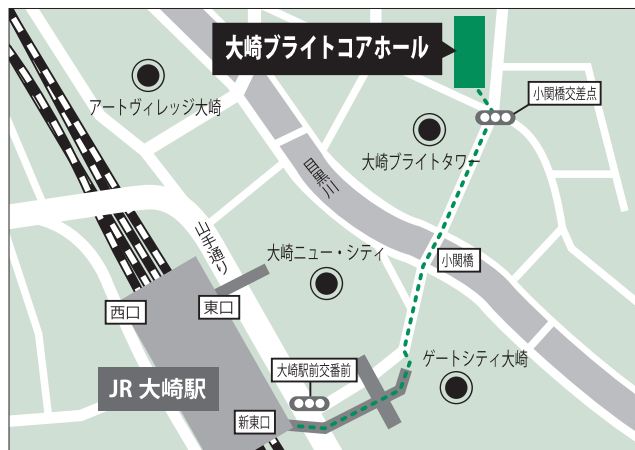 大崎ブライトコアホール
小関橋交差点
アートヴィレッジ大崎
大崎ブライトタワー
目黒川
山手通り
大崎ニュー・シティ
小関橋
東口
西口
大崎駅前交番前
ゲートシティ大崎
JR 大崎駅
新東口